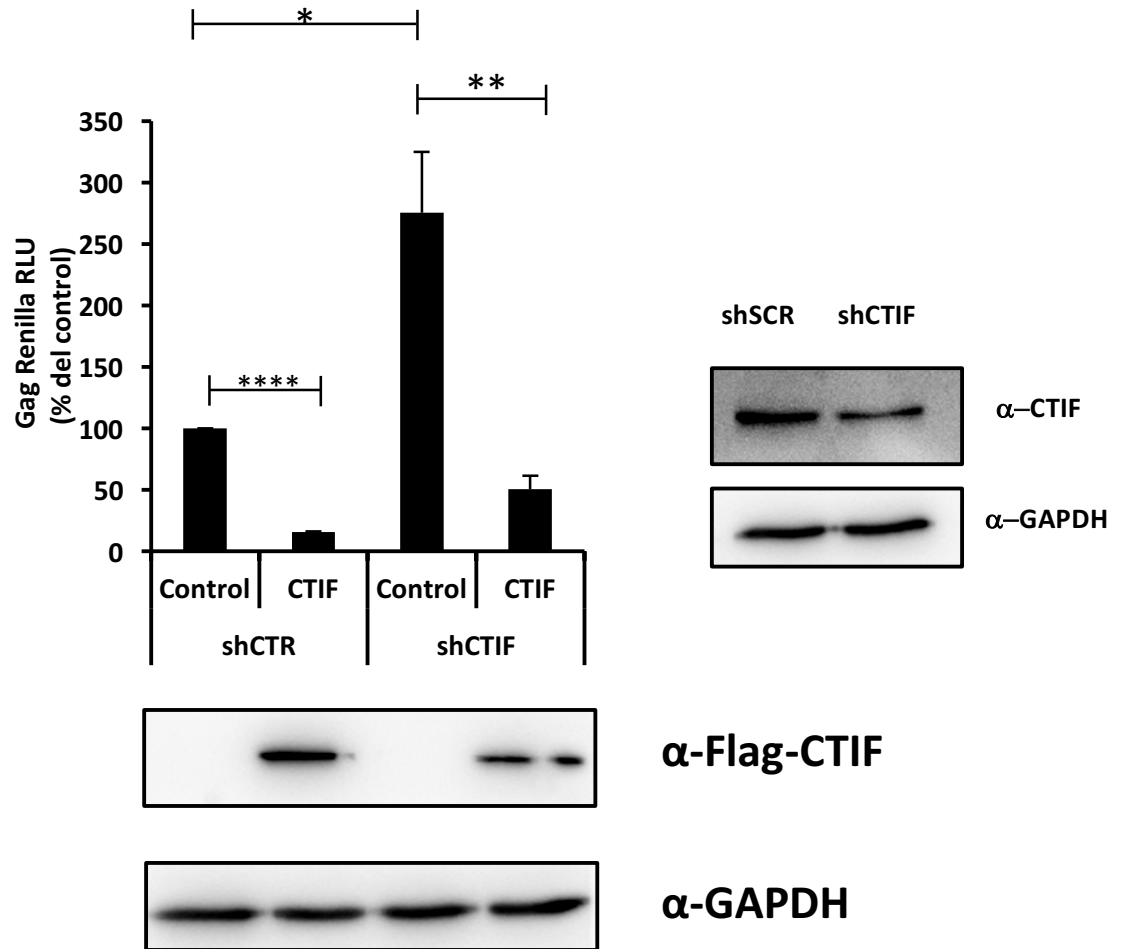 *
**
350
300
250
200
150
100
50
0
Gag Renilla RLU
(% del control)
****
Control CTIF Control CTIF
shCTR shCTIF
shSCR shCTIF
α–CTIF
α–GAPDH
α-Flag-CTIF
α-GAPDH